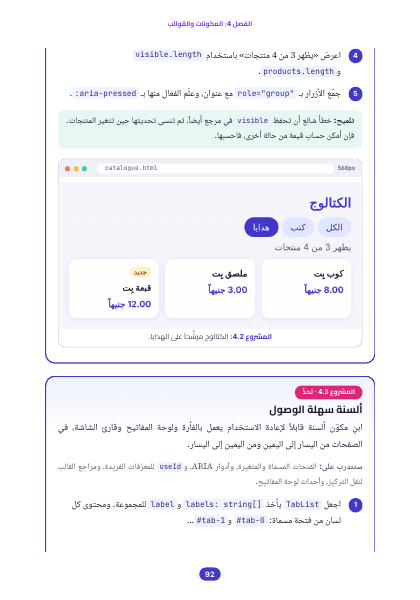 الفصل 4: المكونات والقوالب
4 اعرض «يظهر 3 من 4 منتجات» باستخدام visible.length
و products.length.
5 جمّع الأزرار بـ role="group" مع عنوان، وعلّم الفعال منها بـ aria-pressed:.
تلميح: خطأ شائع أن تحفظ visible في مرجع أيضاً، ثم تنسى تحديثها حين تتغير المنتجات.
فإن أمكن حساب قيمة من حالة أخرى، فاحسبها.
catalogue.html 560px
الكتالوج
الكل كتب هدايا
يظهر 3 من 4 منتجات
كوب پِت
8.00 جنيهاً
ملصق پِت
3.00 جنيهاً
جديد
قبعة پِت
12.00 جنيهاً
المشروع 4.2: الكتالوج مرشَّحاً على الهدايا.
المشروع 4.3 · تحدٍّ
ألسنة سهلة الوصول
ابنِ مكوّن ألسنة قابلاً لإعادة الاستخدام يعمل بالفأرة ولوحة المفاتيح وقارئ الشاشة، في
الصفحات من اليسار إلى اليمين ومن اليمين إلى اليسار.
ستتدرب على: الفتحات المسماة والمتغيرة، وأدوار ARIA، و useId للمعرّفات الفريدة، ومراجع القالب
لنقل التركيز، وأحداث لوحة المفاتيح.
1 اجعل TabList يأخذ labels: string[] و label للمجموعة. ومحتوى كل
لسان من فتحة مسماة: #tab-0 و #tab-1 ...
92